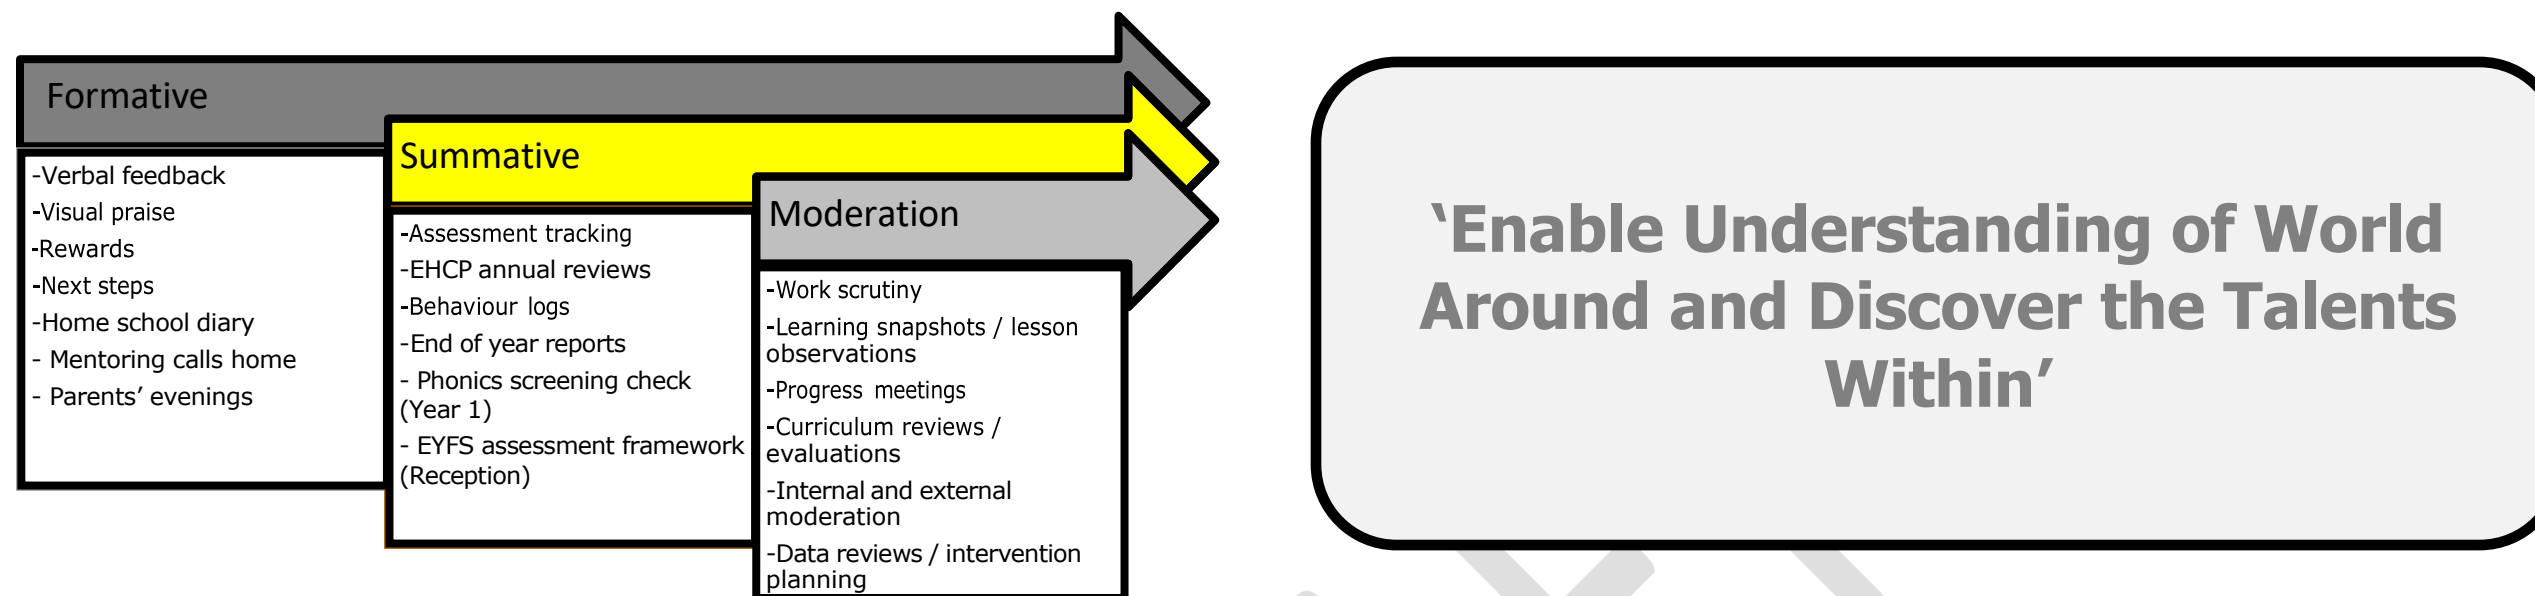 Formative
-Verbal feedback
-Visual praise
-Rewards
-Next steps
-Home school diary
- Mentoring calls home
- Parents’ evenings
Summative
-Assessment tracking
-EHCP annual reviews
-Behaviour logs
-End of year reports
- Phonics screening check
(Year 1)
- EYFS assessment framework
(Reception)
Moderation
-Work scrutiny
-Learning snapshots / lesson
observations
-Progress meetings
-Curriculum reviews /
evaluations
-Internal and external
moderation
-Data reviews / intervention
planning
‘Enable Understanding of World
Around and Discover the Talents
Within’